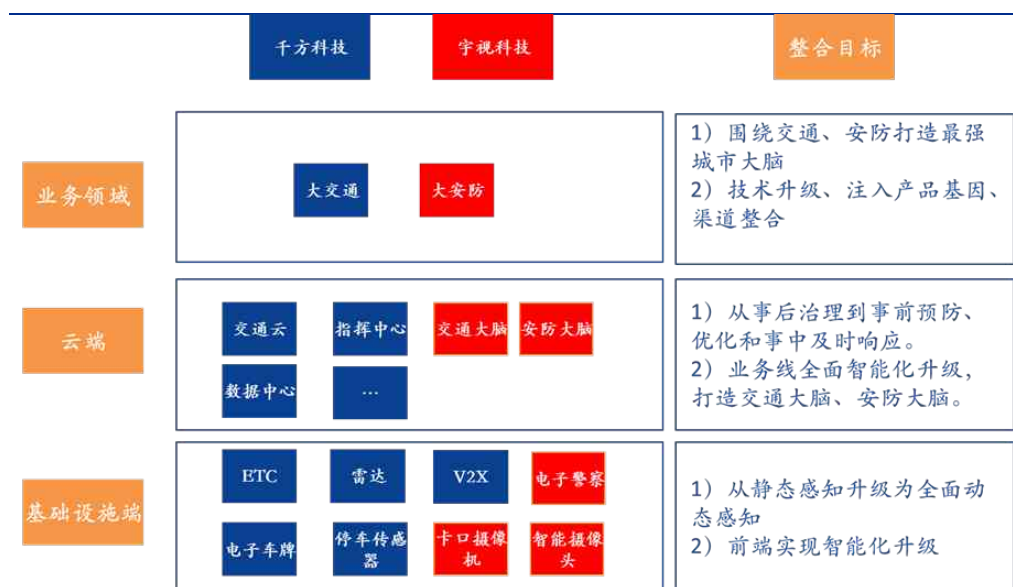 千方科技
宇视科技
整合目标
业务领域
大交通
大安防
1）围绕交通、安防打造最强
城市大脑
2）技术升级、注入产品基因、
渠道整合
云端
交通云
指挥中心
交通大脑
安防大脑
数据中心
…
1）从事后治理到事前预防、
优化和事中及时响应。
2）业务线全面智能化升级，
打造交通大脑、安防大脑。
基础设施端
ETC
雷达
V2X
电子警察
电子车牌
停车传感
器
卡口摄像
机
智能摄像
头
1）从静态感知升级为全面动
态感知
2）前端实现智能化升级